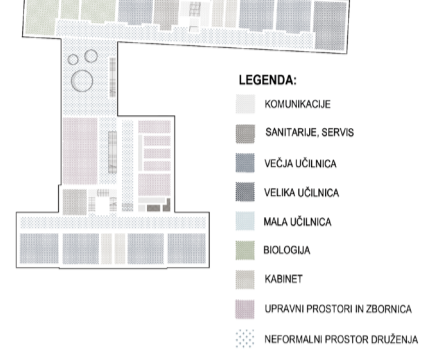 LEGENDA:
KOMUNIKACIJE
SANITARIJE, SERVIS
VEČJA UČILNICA
VELIKA UČILNICA
MALA UČILNICA
BIOLOGIJA
KABINET
UPRAVNI PROSTORI IN ZBORNICA
NEFORMALNI PROSTOR DRUŽENJA